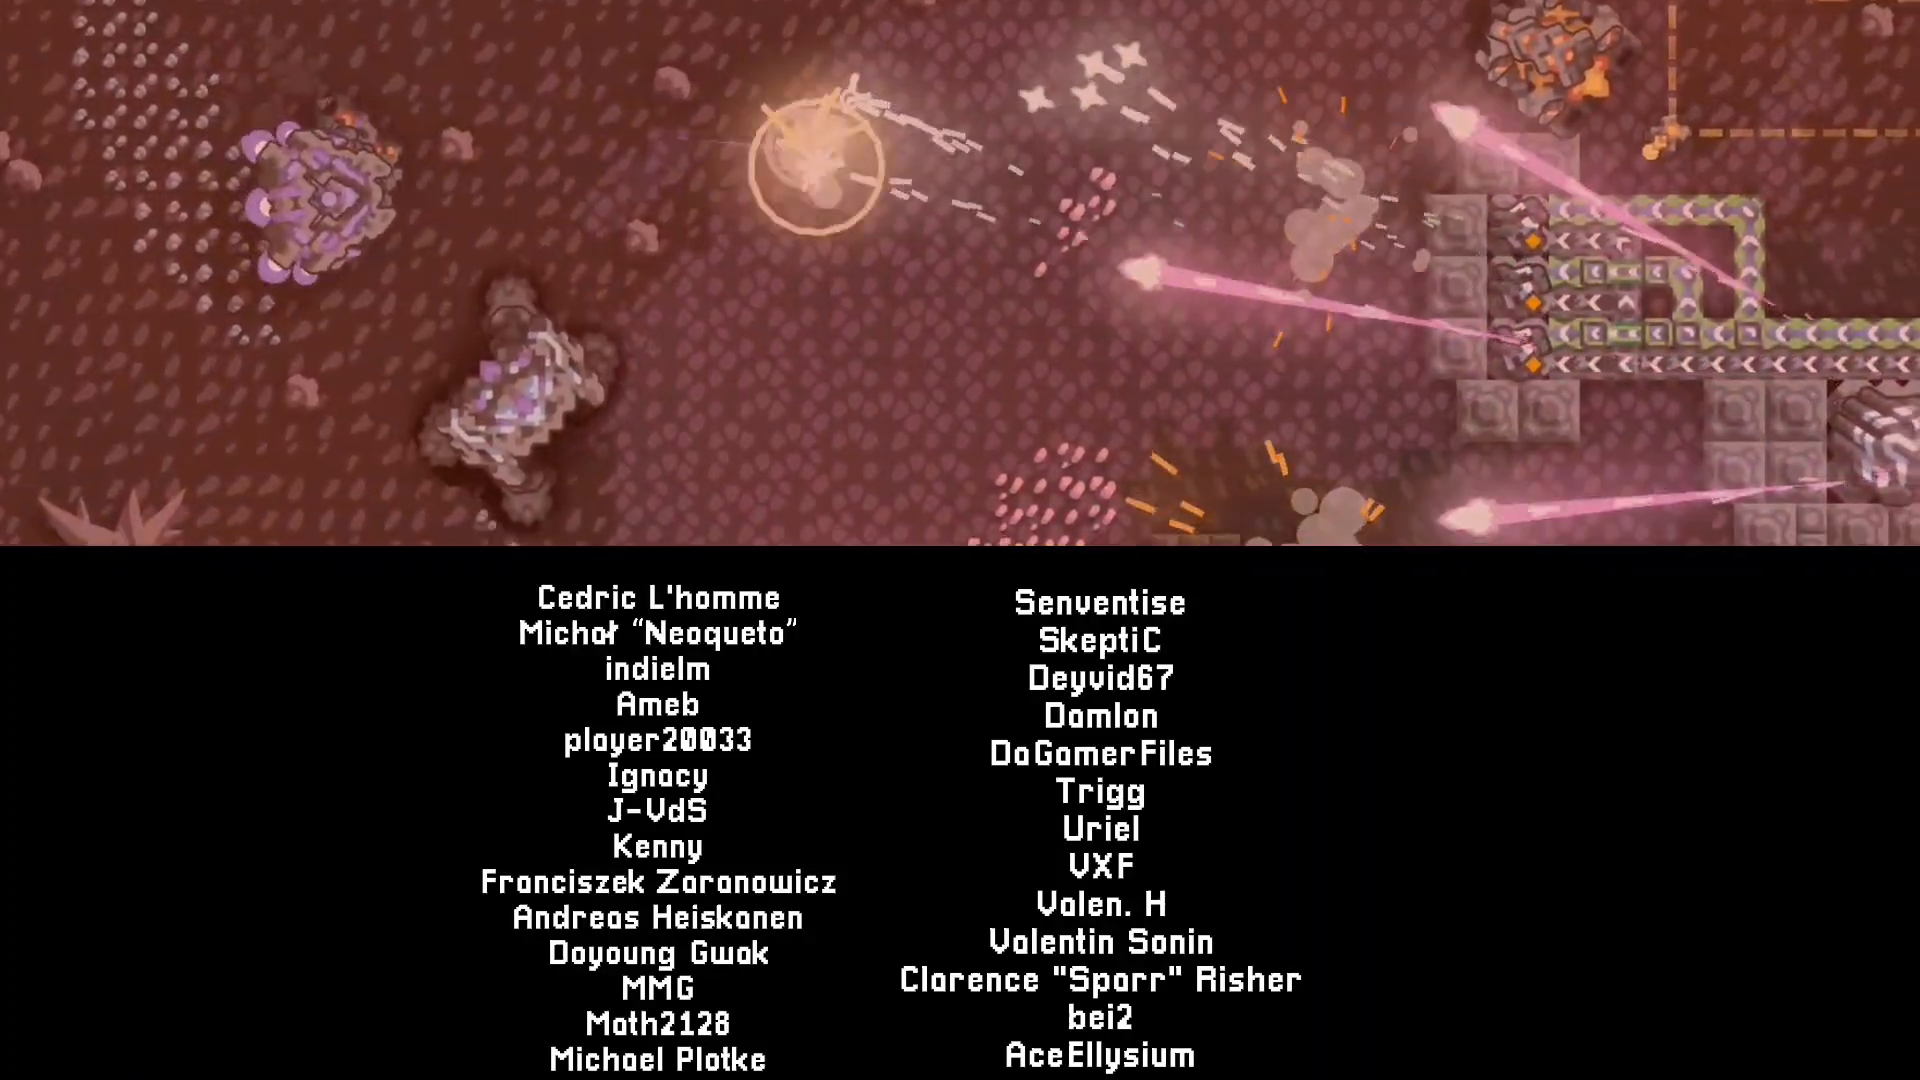 Cedric L'homme
Michał “Neoqueto”
indielm
Ameb
player20033
Ignacy
J-VdS
Kenny
Franciszek Zaranowicz
Andreas Heiskanen
Doyoung Gwak
MMG
Math2128
Michael Plotke
Senventise
SkeptiC
Deyvid67
Damlon
DaGamerFiles
Trigg
Uriel
VXF
Valen. H
Valentin Sonin
Clarence "Sparr" Risher
bei2
AceEllysium